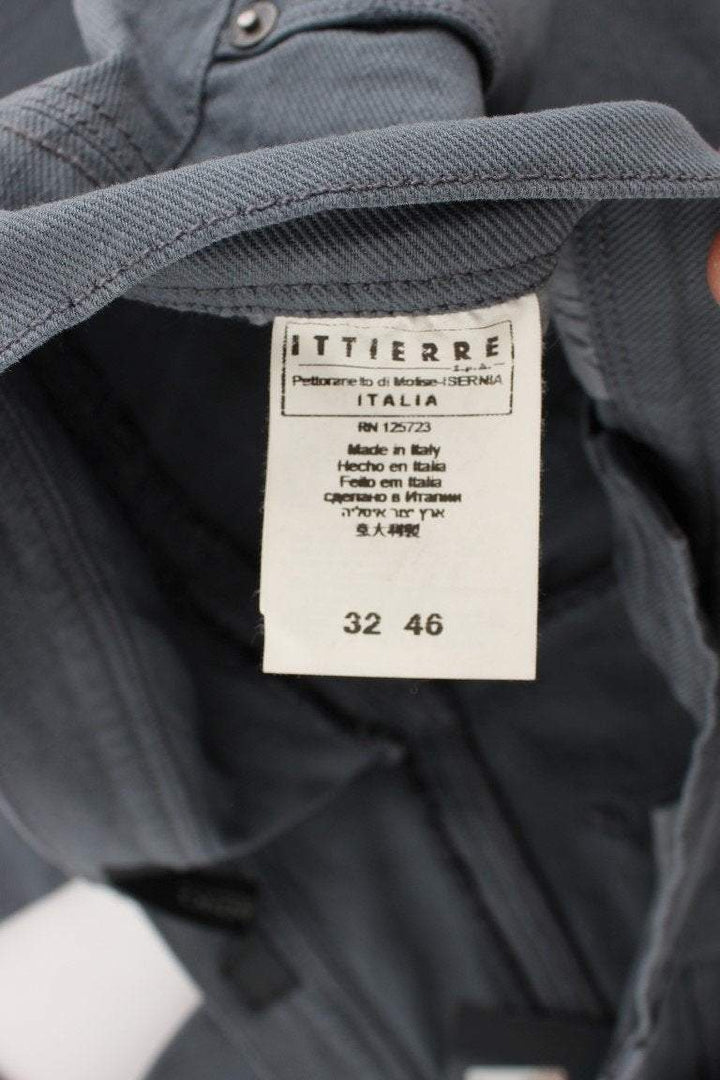 ITTIERRE
S.p.A.
Pettoranello di Molise-ISERNIA
ITALIA
RN 125723
Made in Italy
Hecho en Italia
Feito em Italia
сделано в Италии
ארץ יצור איטליה
意大利製
32 46